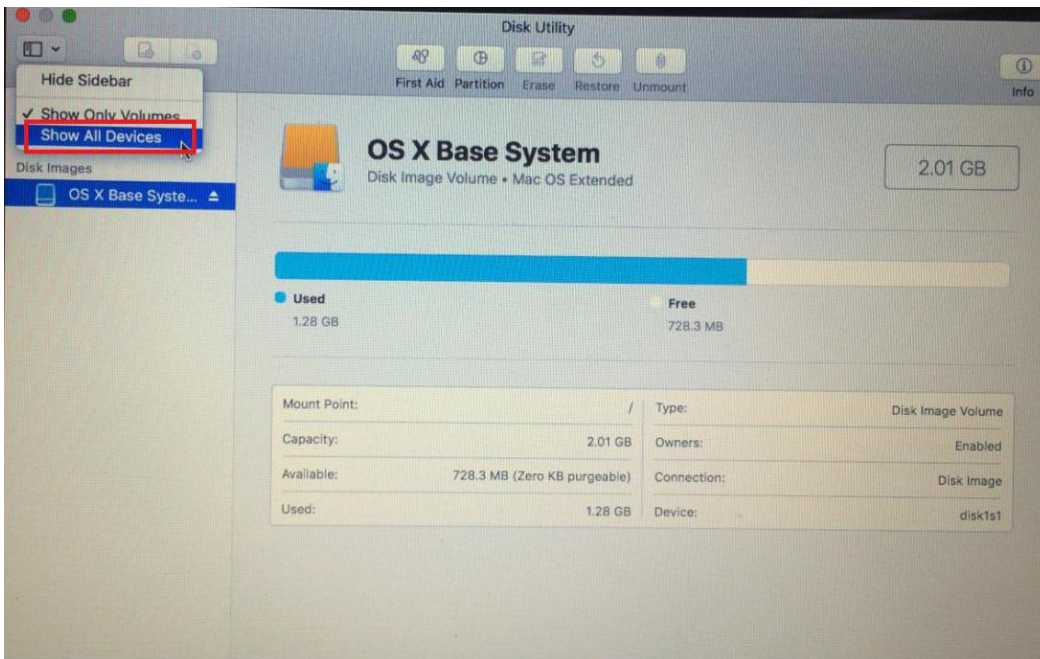 Disk Utility
First Aid Partition Erase Restore Unmount
Info
Hide Sidebar
✓ Show Only Volumes
Show All Devices
Disk Images
OS X Base Syste...
OS X Base System
Disk Image Volume • Mac OS Extended
2.01 GB
Used
1.28 GB
Free
728.3 MB
Mount Point: /
Capacity: 2.01 GB
Available: 728.3 MB (Zero KB purgeable)
Used: 1.28 GB
Type: Disk Image Volume
Owners: Enabled
Connection: Disk Image
Device: disk1s1